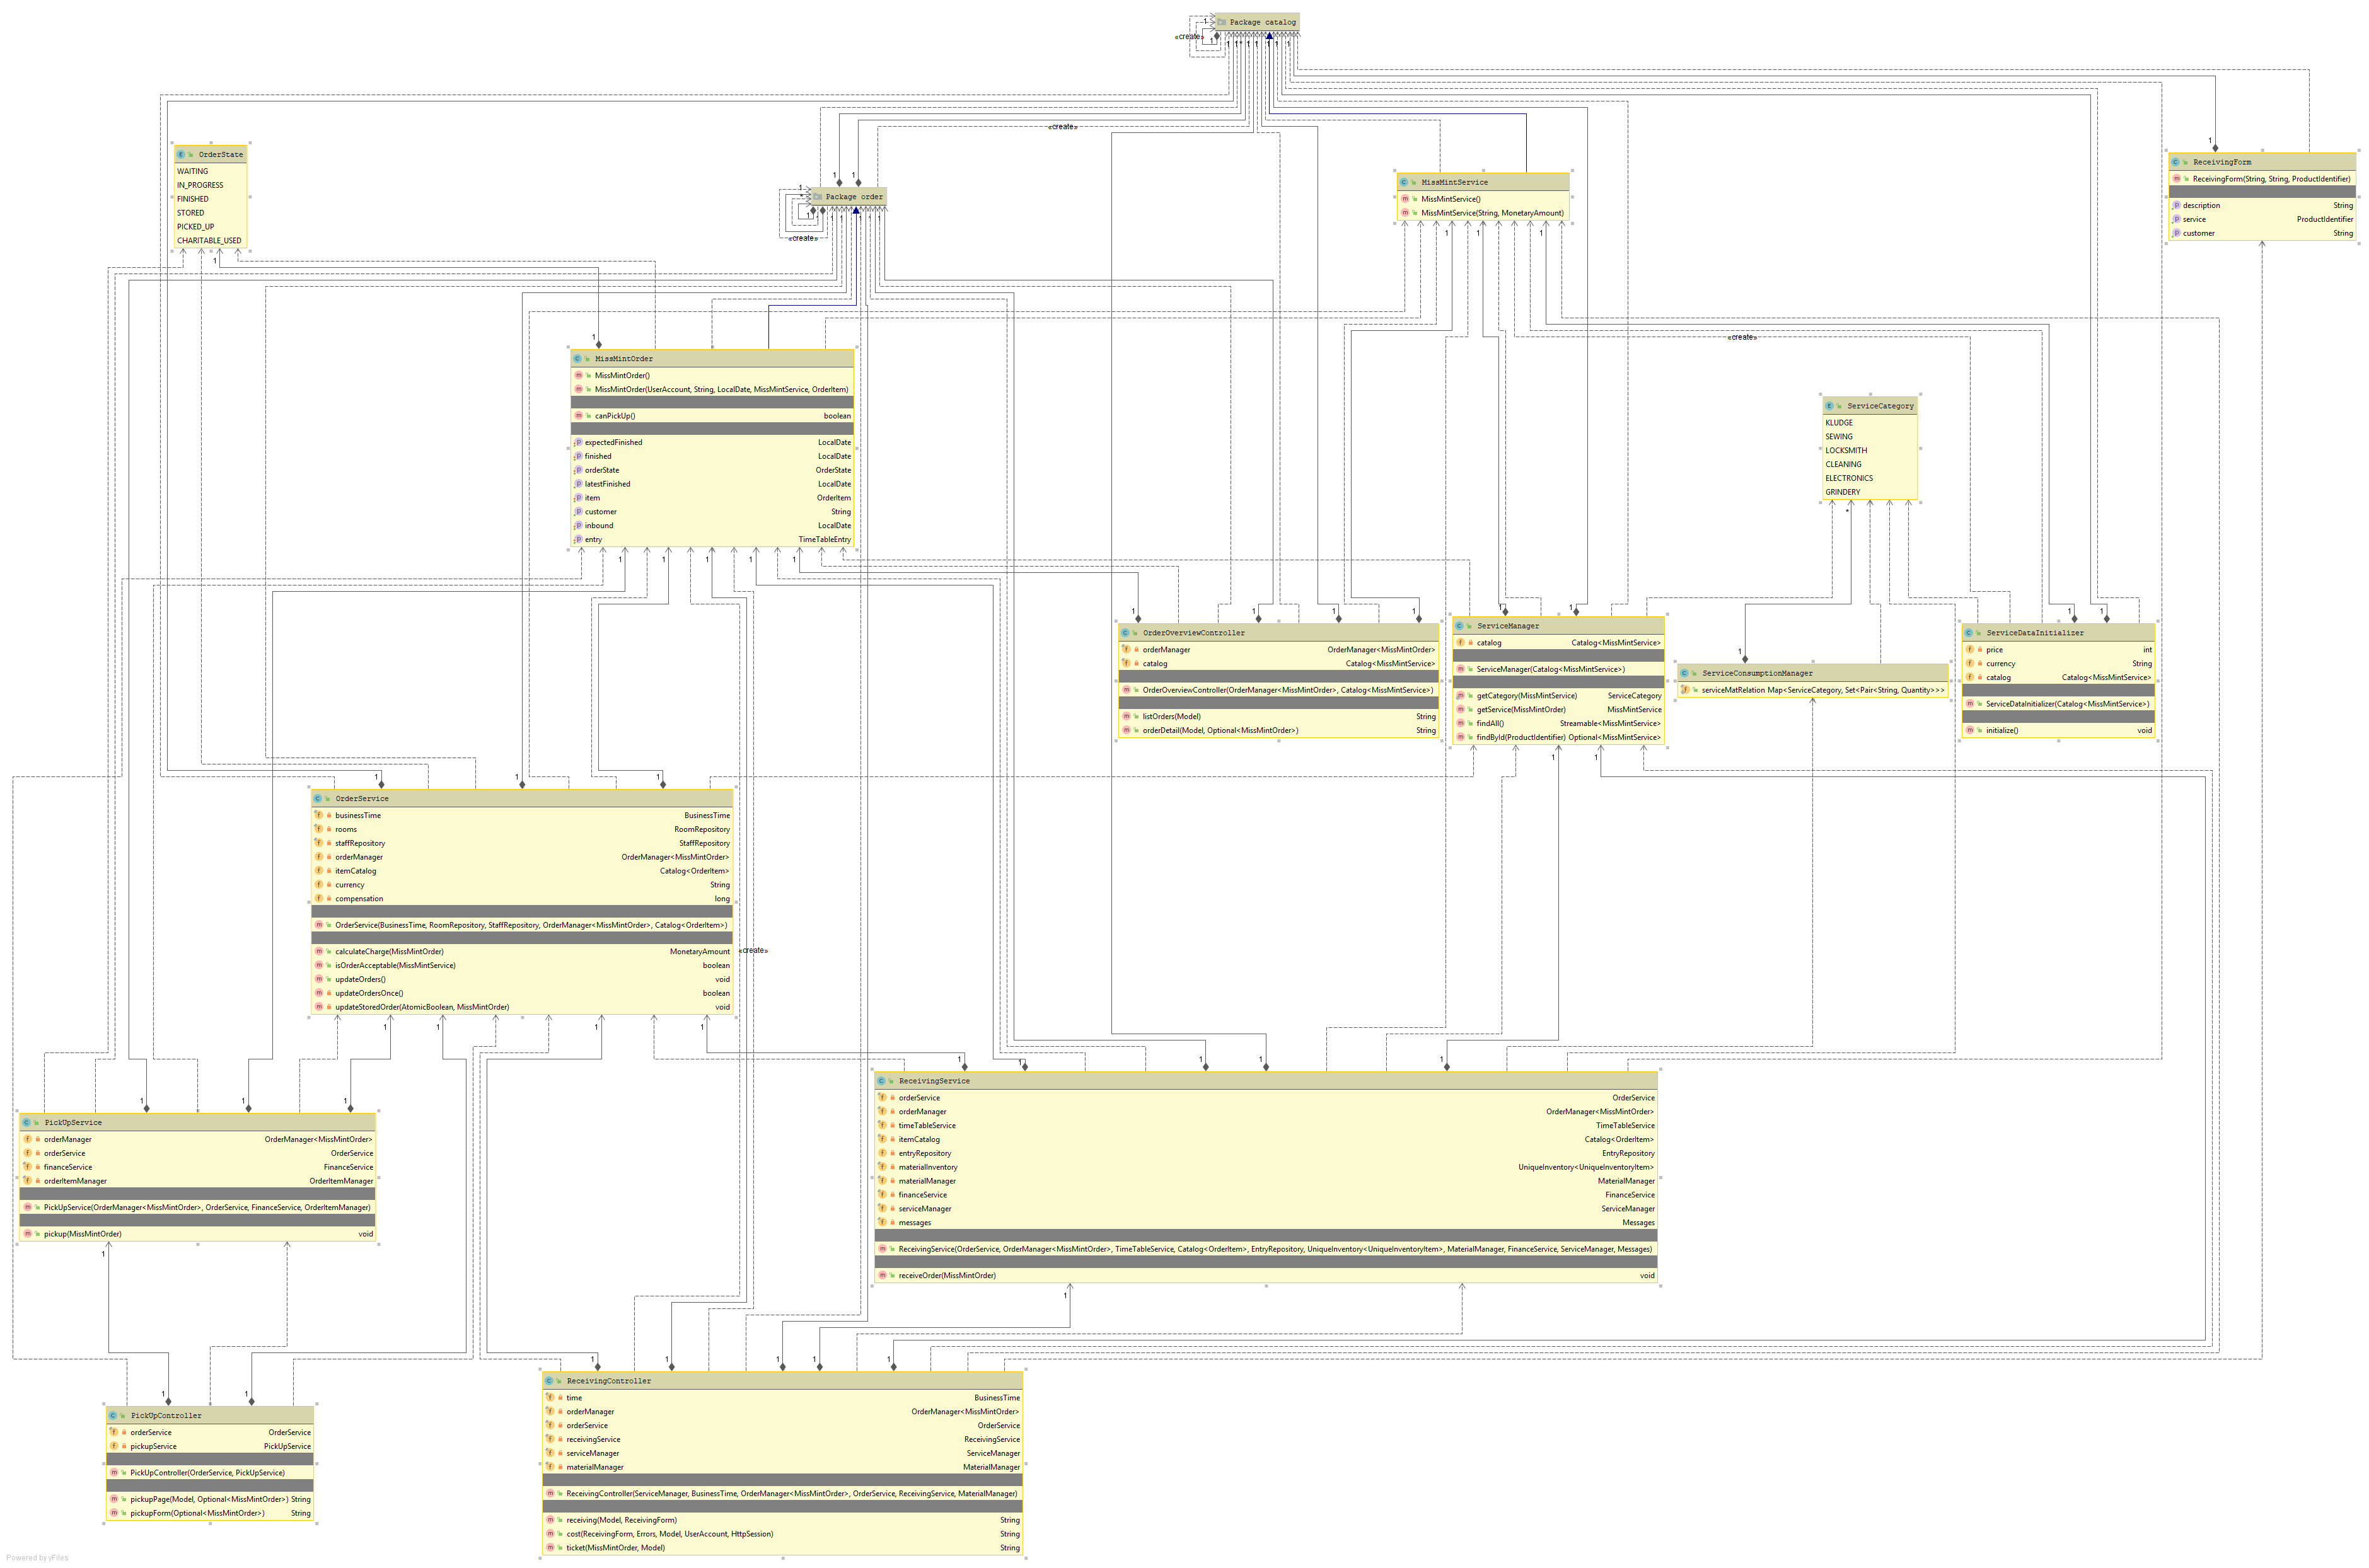 Package catalog
«create»
«create»
OrderState
WAITING
IN_PROGRESS
FINISHED
STORED
PICKED_UP
CHARITABLE_USED
Package order
«create»
MissMintService
MissMintService()
MissMintService(String, MonetaryAmount)
ReceivingForm
ReceivingForm(String, String, ProductIdentifier)
description String
service ProductIdentifier
customer String
«create»
MissMintOrder
MissMintOrder()
MissMintOrder(UserAccount, String, LocalDate, MissMintService, OrderItem)
canPickUp() boolean
expectedFinished LocalDate
finished LocalDate
orderState OrderState
latestFinished LocalDate
item OrderItem
customer String
inbound LocalDate
entry TimeTableEntry
ServiceCategory
KLUDGE
SEWING
LOCKSMITH
CLEANING
ELECTRONICS
GRINDERY
OrderOverviewController
orderManager OrderManager<MissMintOrder>
catalog Catalog<MissMintService>
OrderOverviewController(OrderManager<MissMintOrder>, Catalog<MissMintService>)
listOrders(Model) String
orderDetail(Model, Optional<MissMintOrder>) String
ServiceManager
catalog Catalog<MissMintService>
ServiceManager(Catalog<MissMintService>)
getCategory(MissMintService) ServiceCategory
getService(MissMintOrder) MissMintService
findAll() Streamable<MissMintService>
findById(ProductIdentifier) Optional<MissMintService>
ServiceConsumptionManager
serviceMatRelation Map<ServiceCategory, Set<Pair<String, Quantity>>>
ServiceDataInitializer
price int
currency String
catalog Catalog<MissMintService>
ServiceDataInitializer(Catalog<MissMintService>)
initialize() void
OrderService
businessTime BusinessTime
rooms RoomRepository
staffRepository StaffRepository
orderManager OrderManager<MissMintOrder>
itemCatalog Catalog<OrderItem>
currency String
compensation long
OrderService(BusinessTime, RoomRepository, StaffRepository, OrderManager<MissMintOrder>, Catalog<OrderItem>)
calculateCharge(MissMintOrder) MonetaryAmount
isOrderAcceptable(MissMintService) boolean
updateOrders() void
updateOrdersOnce() boolean
updateStoredOrder(AtomicBoolean, MissMintOrder) void
«create»
PickUpService
orderManager OrderManager<MissMintOrder>
orderService OrderService
financeService FinanceService
orderItemManager OrderItemManager
PickUpService(OrderManager<MissMintOrder>, OrderService, FinanceService, OrderItemManager)
pickup(MissMintOrder) void
ReceivingService
orderService OrderService
orderManager OrderManager<MissMintOrder>
timeTableService TimeTableService
itemCatalog Catalog<OrderItem>
entryRepository EntryRepository
materialInventory UniqueInventory<UniqueInventoryItem>
materialManager MaterialManager
financeService FinanceService
serviceManager ServiceManager
messages Messages
ReceivingService(OrderService, OrderManager<MissMintOrder>, TimeTableService, Catalog<OrderItem>, EntryRepository, UniqueInventory<UniqueInventoryItem>, MaterialManager, FinanceService, ServiceManager, Messages)
receiveOrder(MissMintOrder) void
PickUpController
orderService OrderService
pickupService PickUpService
PickUpController(OrderService, PickUpService)
pickupPage(Model, Optional<MissMintOrder>) String
pickupForm(Optional<MissMintOrder>) String
ReceivingController
time BusinessTime
orderManager OrderManager<MissMintOrder>
orderService OrderService
receivingService ReceivingService
serviceManager ServiceManager
materialManager MaterialManager
ReceivingController(ServiceManager, BusinessTime, OrderManager<MissMintOrder>, OrderService, ReceivingService, MaterialManager)
receiving(Model, ReceivingForm) String
cost(ReceivingForm, Errors, Model, UserAccount, HttpSession) String
ticket(MissMintOrder, Model) String
Powered by yFiles